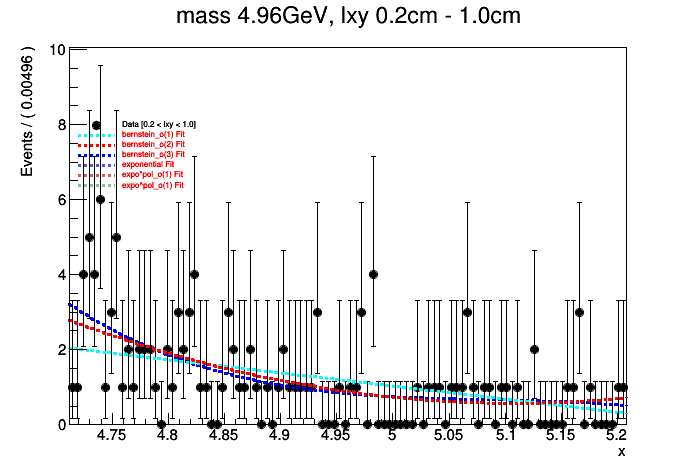 mass 4.96GeV, lxy 0.2cm - 1.0cm
Events / ( 0.00496 )
10
8
6
4
2
0
Data [0.2 < lxy < 1.0]
bernstein_o(1) Fit
bernstein_o(2) Fit
bernstein_o(3) Fit
exponential Fit
expo*pol_o(1) Fit
expo^pol_o(1) Fit
4.75 4.8 4.85 4.9 4.95 5 5.05 5.1 5.15 5.2
x